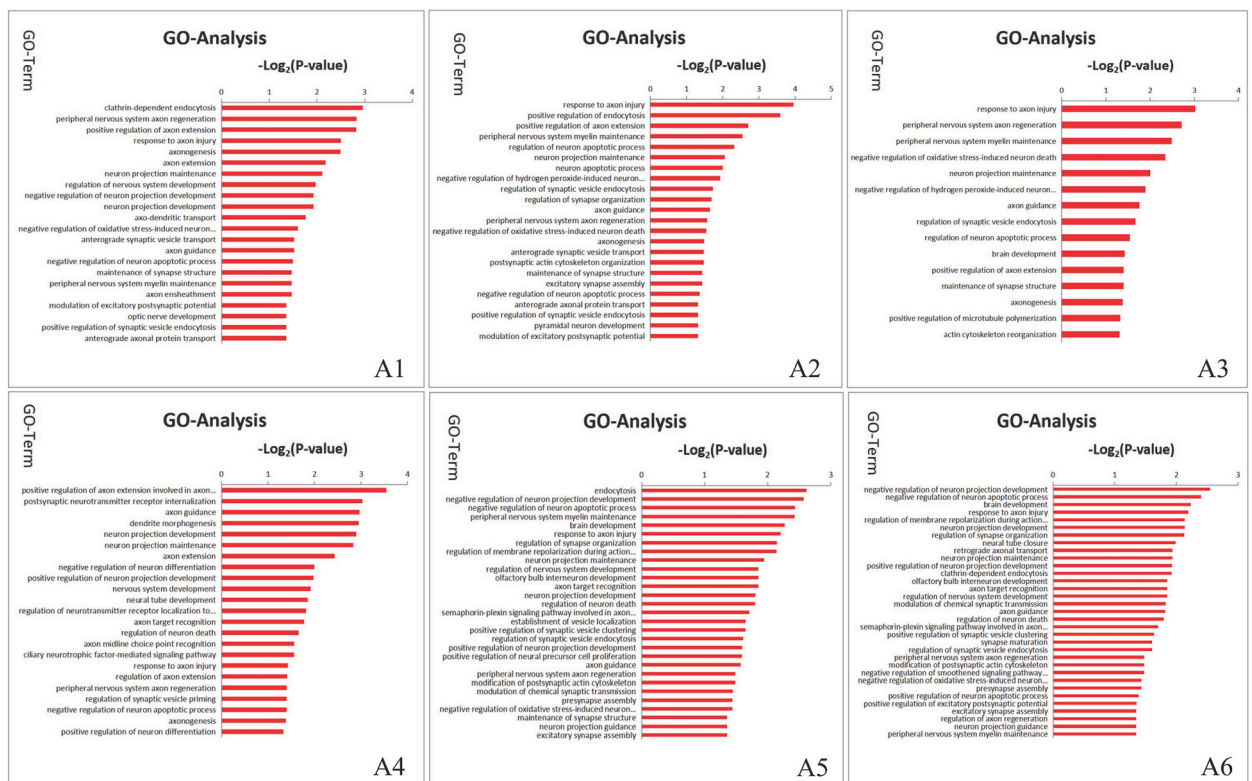 GO-Term
GO-Analysis
-Log₂(P-value)
0 1 2 3 4
clathrin-dependent endocytosis
peripheral nervous system axon regeneration
positive regulation of axon extension
response to axon injury
axonogenesis
axon extension
neuron projection maintenance
regulation of nervous system development
negative regulation of neuron projection development
neuron projection development
axo-dendritic transport
negative regulation of oxidative stress-induced neuron...
anterograde synaptic vesicle transport
axon guidance
negative regulation of neuron apoptotic process
maintenance of synapse structure
peripheral nervous system myelin maintenance
axon ensheathment
modulation of excitatory postsynaptic potential
optic nerve development
positive regulation of synaptic vesicle endocytosis
anterograde axonal protein transport
A1
GO-Term
GO-Analysis
-Log₂(P-value)
0 1 2 3 4 5
response to axon injury
positive regulation of endocytosis
positive regulation of axon extension
peripheral nervous system myelin maintenance
regulation of neuron apoptotic process
neuron projection maintenance
neuron apoptotic process
negative regulation of hydrogen peroxide-induced neuron...
regulation of synaptic vesicle endocytosis
regulation of synapse organization
axon guidance
peripheral nervous system axon regeneration
negative regulation of oxidative stress-induced neuron death
axonogenesis
anterograde synaptic vesicle transport
postsynaptic actin cytoskeleton organization
maintenance of synapse structure
excitatory synapse assembly
negative regulation of neuron apoptotic process
anterograde axonal protein transport
positive regulation of synaptic vesicle endocytosis
pyramidal neuron development
modulation of excitatory postsynaptic potential
A2
GO-Term
GO-Analysis
-Log₂(P-value)
0 1 2 3 4
response to axon injury
peripheral nervous system axon regeneration
peripheral nervous system myelin maintenance
negative regulation of oxidative stress-induced neuron death
neuron projection maintenance
negative regulation of hydrogen peroxide-induced neuron...
axon guidance
regulation of synaptic vesicle endocytosis
regulation of neuron apoptotic process
brain development
positive regulation of axon extension
maintenance of synapse structure
axonogenesis
positive regulation of microtubule polymerization
actin cytoskeleton reorganization
A3
GO-Term
GO-Analysis
-Log₂(P-value)
0 1 2 3 4
positive regulation of axon extension involved in axon...
postsynaptic neurotransmitter receptor internalization
axon guidance
dendrite morphogenesis
neuron projection development
neuron projection maintenance
axon extension
negative regulation of neuron differentiation
positive regulation of neuron projection development
nervous system development
neural tube development
regulation of neurotransmitter receptor localization to...
axon target recognition
regulation of neuron death
axon midline choice point recognition
ciliary neurotrophic factor-mediated signaling pathway
response to axon injury
regulation of axon extension
peripheral nervous system axon regeneration
regulation of synaptic vesicle priming
negative regulation of neuron apoptotic process
axonogenesis
positive regulation of neuron differentiation
A4
GO-Term
GO-Analysis
-Log₂(P-value)
0 1 2 3
endocytosis
negative regulation of neuron projection development
negative regulation of neuron apoptotic process
peripheral nervous system myelin maintenance
brain development
response to axon injury
regulation of synapse organization
regulation of membrane repolarization during action...
neuron projection maintenance
regulation of nervous system development
olfactory bulb interneuron development
axon target recognition
neuron projection development
regulation of neuron death
semaphorin-plexin signaling pathway involved in axon...
establishment of vesicle localization
positive regulation of synaptic vesicle clustering
regulation of synaptic vesicle endocytosis
positive regulation of neuron projection development
positive regulation of neural precursor cell proliferation
axon guidance
peripheral nervous system axon regeneration
modification of postsynaptic actin cytoskeleton
modulation of chemical synaptic transmission
presynapse assembly
negative regulation of oxidative stress-induced neuron...
maintenance of synapse structure
neuron projection guidance
excitatory synapse assembly
A5
GO-Term
GO-Analysis
-Log₂(P-value)
0 1 2 3
negative regulation of neuron projection development
negative regulation of neuron apoptotic process
brain development
response to axon injury
regulation of membrane repolarization during action...
neuron projection development
regulation of synapse organization
neural tube closure
retrograde axonal transport
neuron projection maintenance
positive regulation of neuron projection development
clathrin-dependent endocytosis
olfactory bulb interneuron development
axon target recognition
regulation of nervous system development
modulation of chemical synaptic transmission
axon guidance
regulation of neuron death
semaphorin-plexin signaling pathway involved in axon...
positive regulation of synaptic vesicle clustering
synapse maturation
regulation of synaptic vesicle endocytosis
peripheral nervous system axon regeneration
modification of postsynaptic actin cytoskeleton
negative regulation of smoothened signaling pathway...
negative regulation of oxidative stress-induced neuron...
presynapse assembly
positive regulation of neuron apoptotic process
positive regulation of excitatory postsynaptic potential
excitatory synapse assembly
regulation of axon regeneration
neuron projection guidance
peripheral nervous system myelin maintenance
A6